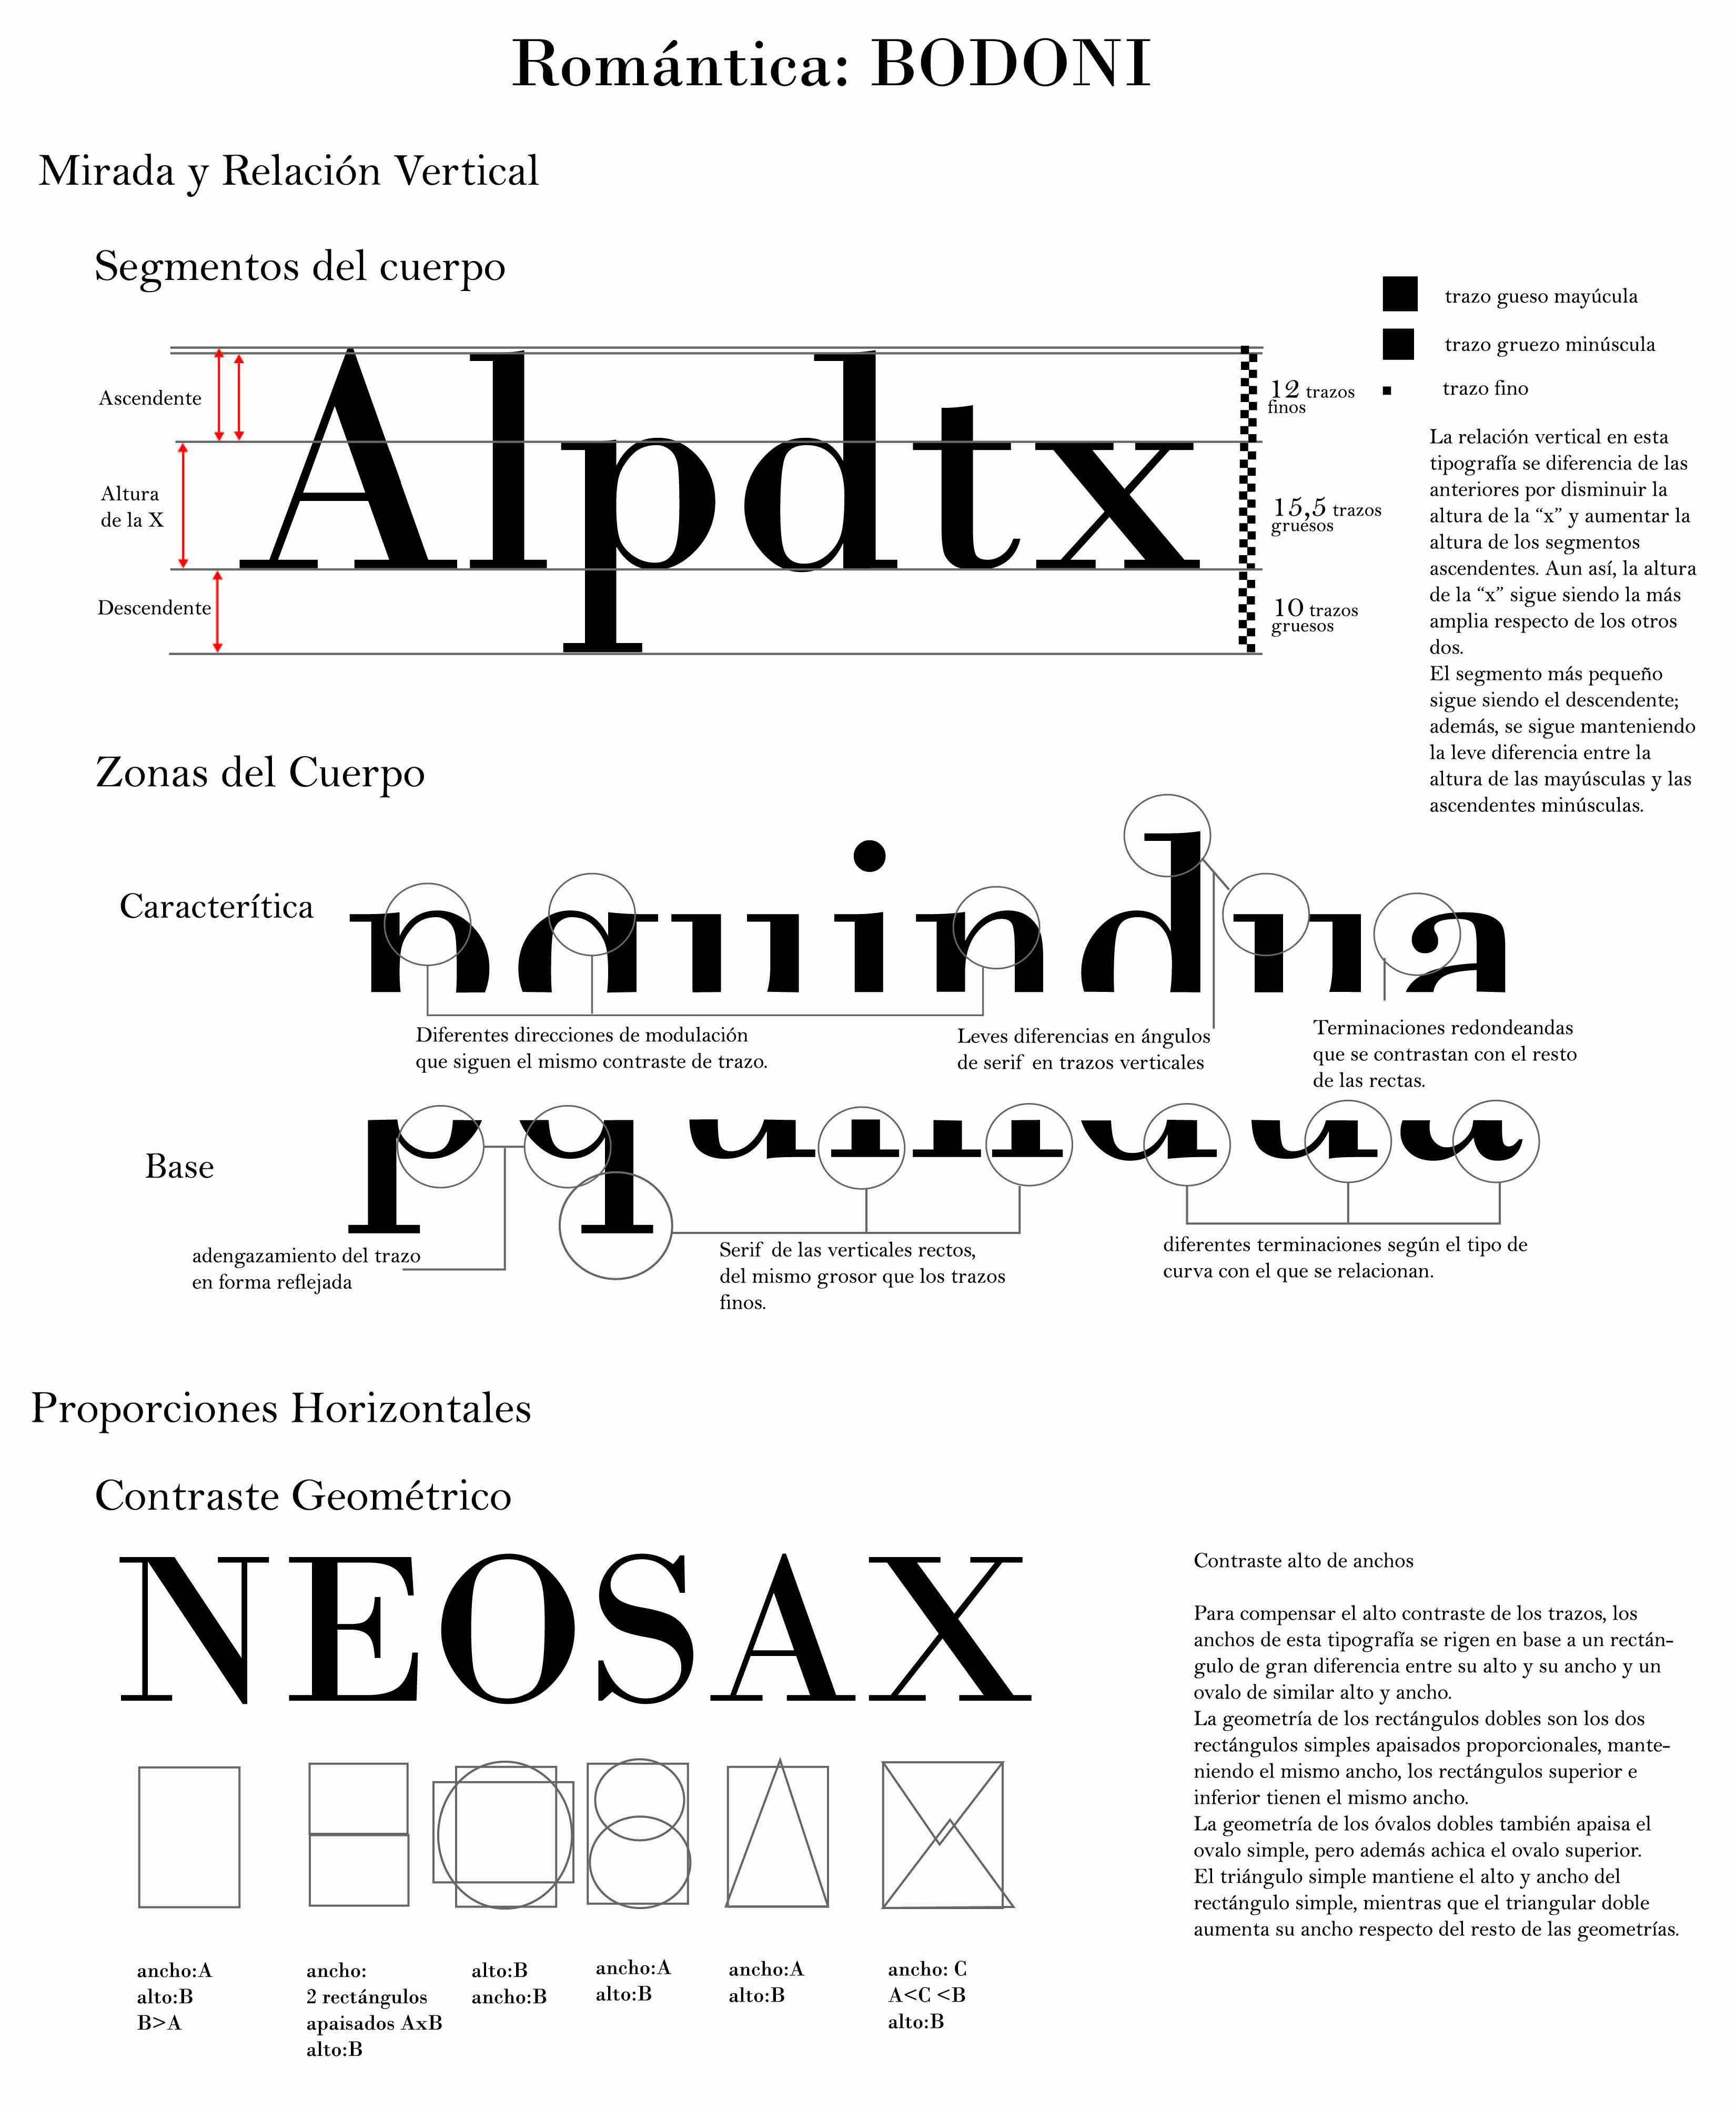 Romántica: BODONI
Mirada y Relación Vertical
Segmentos del cuerpo
trazo gueso mayúcula
trazo gruezo minúscula
trazo fino
Alpdtx
Ascendente
Altura
de la X
Descendente
12 trazos
finos
15,5 trazos
gruesos
10 trazos
gruesos
La relación vertical en esta
tipografía se diferencia de las
anteriores por disminuir la
altura de la “x” y aumentar la
altura de los segmentos
ascendentes. Aun así, la altura
de la “x” sigue siendo la más
amplia respecto de los otros
dos.
El segmento más pequeño
sigue siendo el descendente;
además, se sigue manteniendo
la leve diferencia entre la
altura de las mayúsculas y las
ascendentes minúsculas.
Zonas del Cuerpo
Caracterítica
pquindua
Diferentes direcciones de modulación
que siguen el mismo contraste de trazo.
Leves diferencias en ángulos
de serif en trazos verticales
Terminaciones redondeandas
que se contrastan con el resto
de las rectas.
Base
pquindua
adengazamiento del trazo
en forma reflejada
Serif de las verticales rectos,
del mismo grosor que los trazos
finos.
diferentes terminaciones según el tipo de
curva con el que se relacionan.
Proporciones Horizontales
Contraste Geométrico
NEOSAX
ancho:A
alto:B
B>A
ancho:
2 rectángulos
apaisados AxB
alto:B
alto:B
ancho:B
ancho:A
alto:B
ancho:A
alto:B
ancho: C
A<C <B
alto:B
Contraste alto de anchos
Para compensar el alto contraste de los trazos, los
anchos de esta tipografía se rigen en base a un rectán-
gulo de gran diferencia entre su alto y su ancho y un
ovalo de similar alto y ancho.
La geometría de los rectángulos dobles son los dos
rectángulos simples apaisados proporcionales, mante-
niendo el mismo ancho, los rectángulos superior e
inferior tienen el mismo ancho.
La geometría de los óvalos dobles también apaisa el
ovalo simple, pero además achica el ovalo superior.
El triángulo simple mantiene el alto y ancho del
rectángulo simple, mientras que el triangular doble
aumenta su ancho respecto del resto de las geometrías.